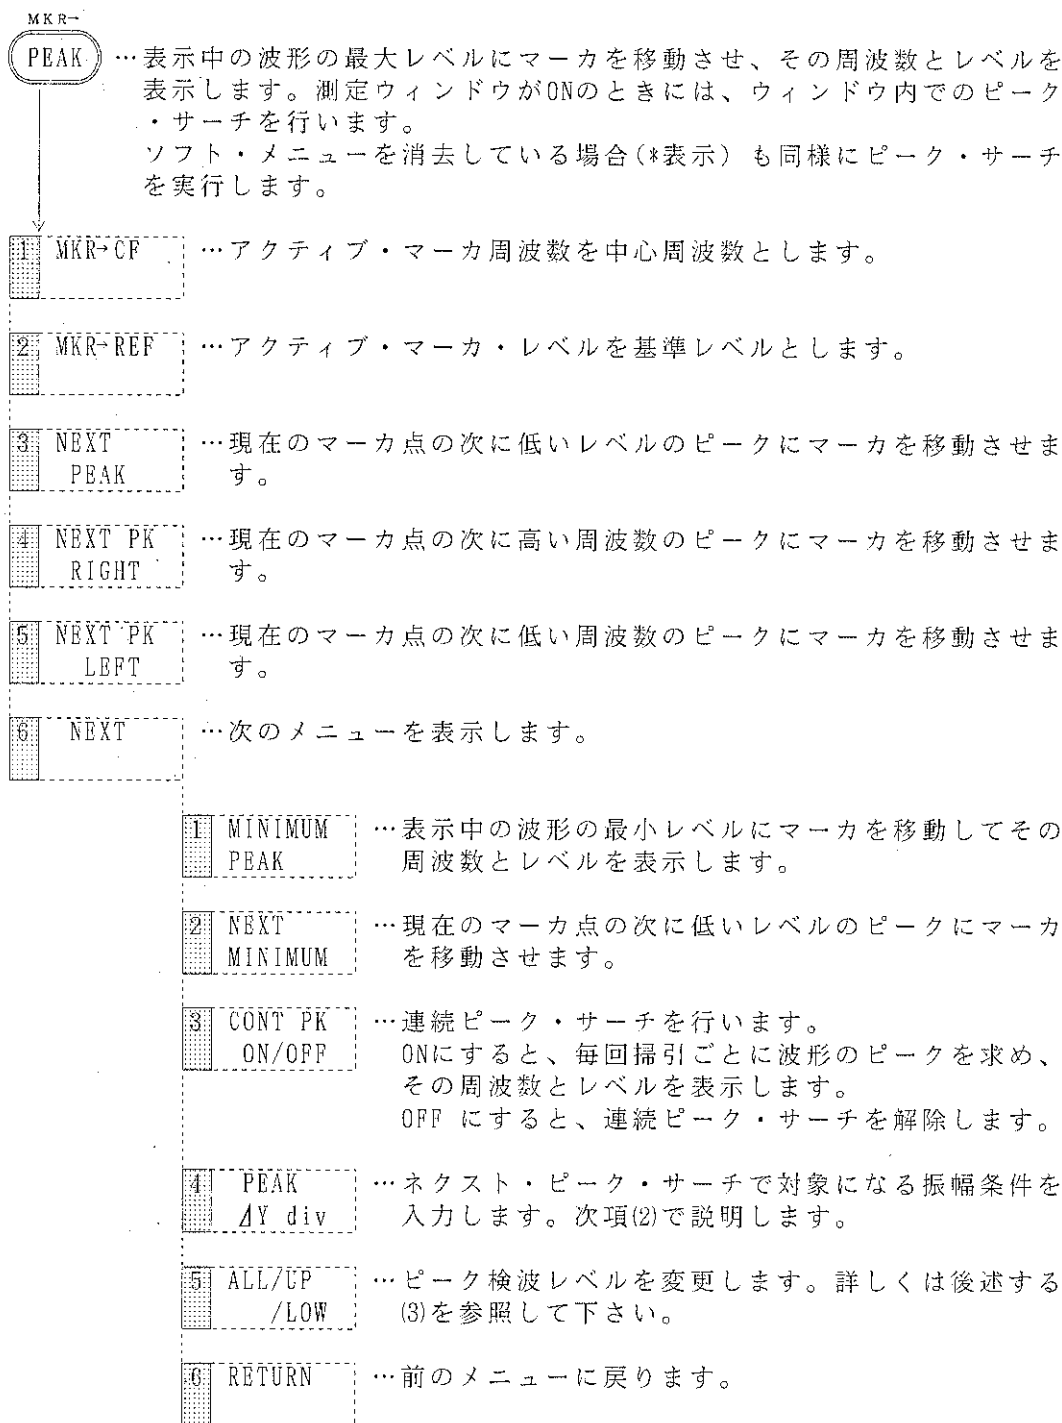 MKR→
PEAK …表示中の波形の最大レベルにマーカを移動させ、その周波数とレベルを
表示します。測定ウィンドウがONのときには、ウィンドウ内でのピーク
・サーチを行います。
ソフト・メニューを消去している場合(*表示)も同様にピーク・サーチ
を実行します。
1 MKR→CF …アクティブ・マーカ周波数を中心周波数とします。
2 MKR→REF …アクティブ・マーカ・レベルを基準レベルとします。
3 NEXT …現在のマーカ点の次に低いレベルのピークにマーカを移動させま
PEAK す。
4 NEXT PK …現在のマーカ点の次に高い周波数のピークにマーカを移動させま
RIGHT す。
5 NEXT PK …現在のマーカ点の次に低い周波数のピークにマーカを移動させま
LEFT す。
6 NEXT …次のメニューを表示します。
1 MINIMUM …表示中の波形の最小レベルにマーカを移動してその
PEAK 周波数とレベルを表示します。
2 NEXT …現在のマーカ点の次に低いレベルのピークにマーカ
MINIMUM を移動させます。
3 CONT PK …連続ピーク・サーチを行います。
ON/OFF ONにすると、毎回掃引ごとに波形のピークを求め、
その周波数とレベルを表示します。
OFF にすると、連続ピーク・サーチを解除します。
4 PEAK …ネクスト・ピーク・サーチで対象になる振幅条件を
ΔY div 入力します。次項(2)で説明します。
5 ALL/UP …ピーク検波レベルを変更します。詳しくは後述する
/LOW (3)を参照して下さい。
6 RETURN …前のメニューに戻ります。